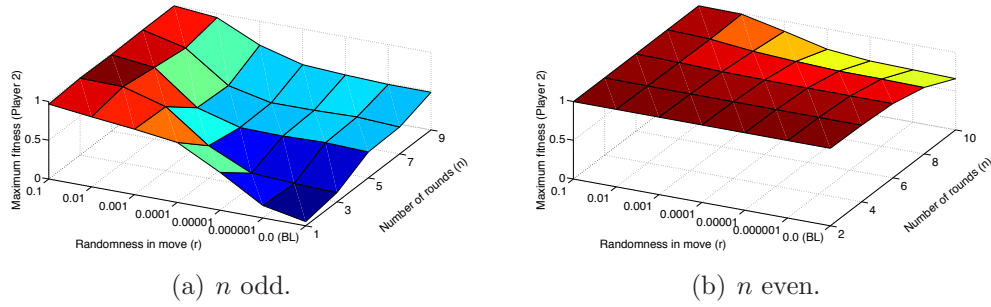 Maximum fitness (Player 2)
1
0.5
0
0.1
0.01
0.001
0.0001
0.00001
0.000001
0.0 (BL)
Randomness in move (r)
1
3
5
7
9
Number of rounds (n)
(a) n odd.
Maximum fitness (Player 2)
1
0.5
0
0.1
0.01
0.001
0.0001
0.00001
0.000001
0.0 (BL)
Randomness in move (r)
2
4
6
8
10
Number of rounds (n)
(b) n even.